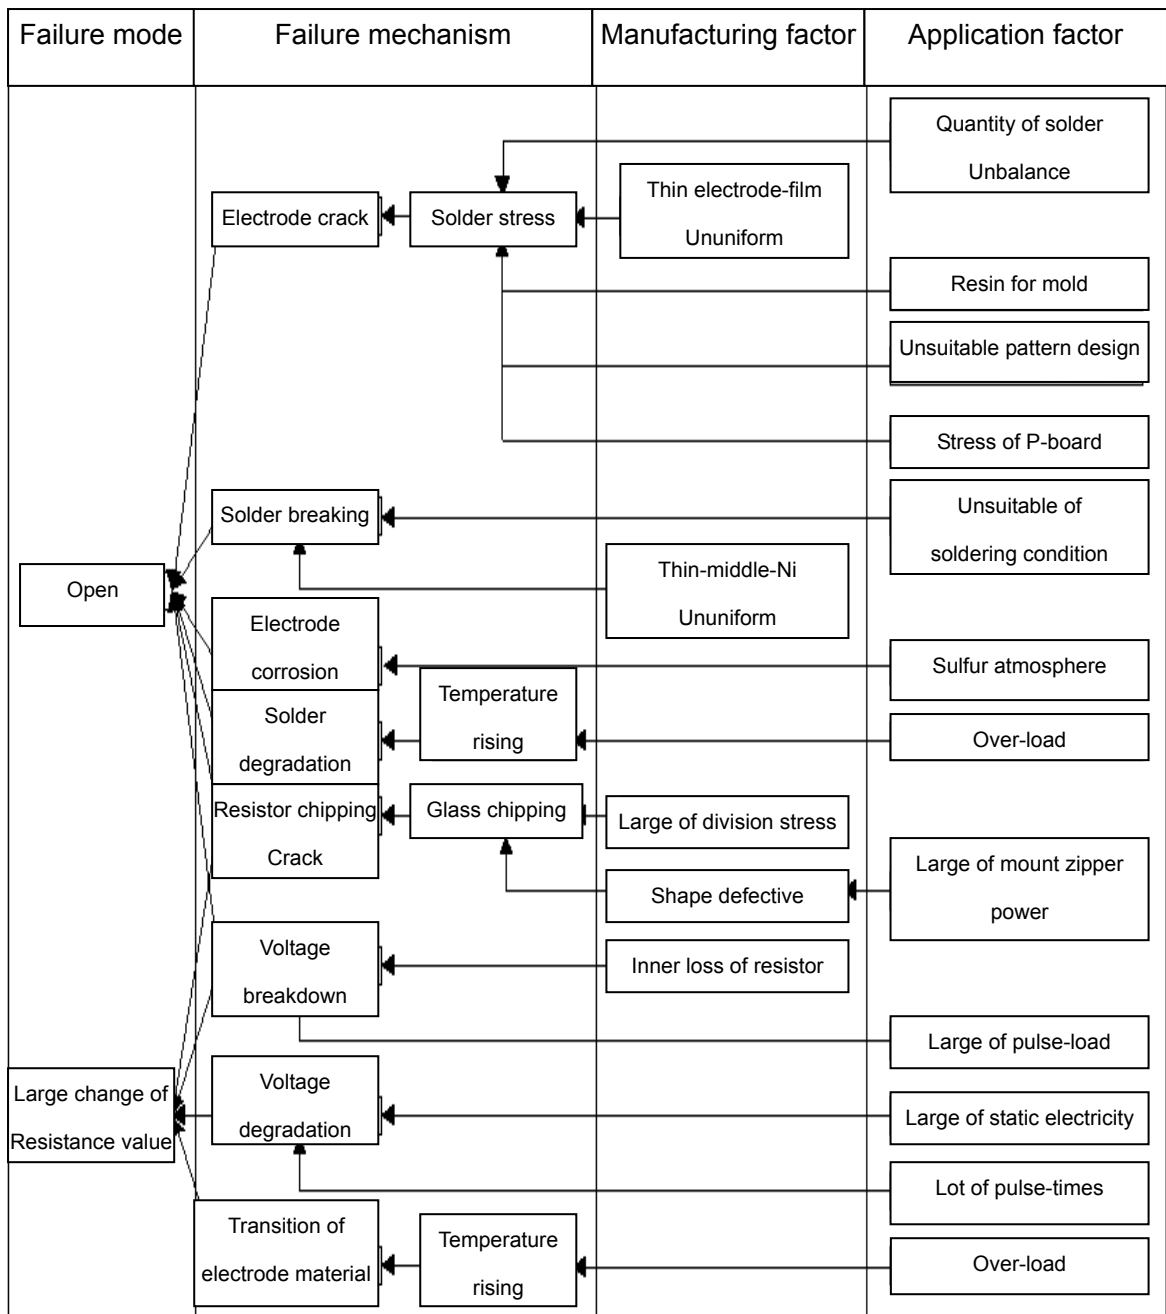 Failure mode
Failure mechanism
Manufacturing factor
Application factor
Quantity of solder
Unbalance
Thin electrode-film
Ununiform
Electrode crack
Solder stress
Resin for mold
Unsuitable pattern design
Stress of P-board
Solder breaking
Unsuitable of
soldering condition
Thin-middle-Ni
Ununiform
Open
Electrode
corrosion
Sulfur atmosphere
Solder
degradation
Temperature
rising
Over-load
Resistor chipping
Crack
Glass chipping
Large of division stress
Shape defective
Large of mount zipper
power
Voltage
breakdown
Inner loss of resistor
Large of pulse-load
Large change of
Resistance value
Voltage
degradation
Large of static electricity
Lot of pulse-times
Transition of
electrode material
Temperature
rising
Over-load